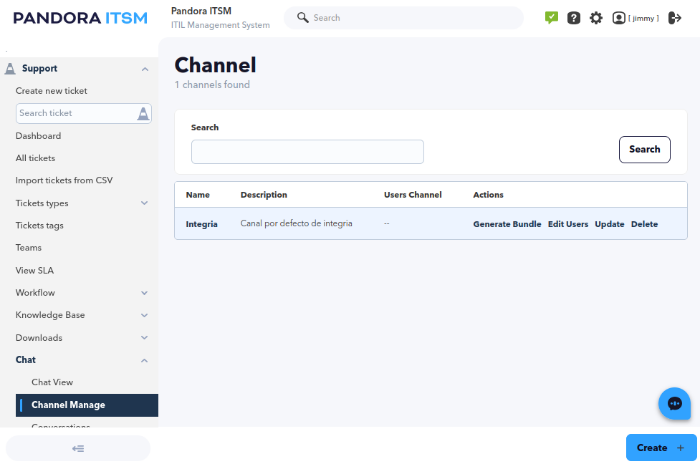 PANDORA ITSM
Pandora ITSM
ITIL Management System
Search
[ jimmy ]
Support
Create new ticket
Search ticket
Dashboard
All tickets
Import tickets from CSV
Tickets types
Tickets tags
Teams
View SLA
Workflow
Knowledge Base
Downloads
Chat
Chat View
Channel Manage
Conversations
Channel
1 channels found
Search
Search
Name Description Users Channel Actions
Integria Canal por defecto de integria -- Generate Bundle Edit Users Update Delete
Create +